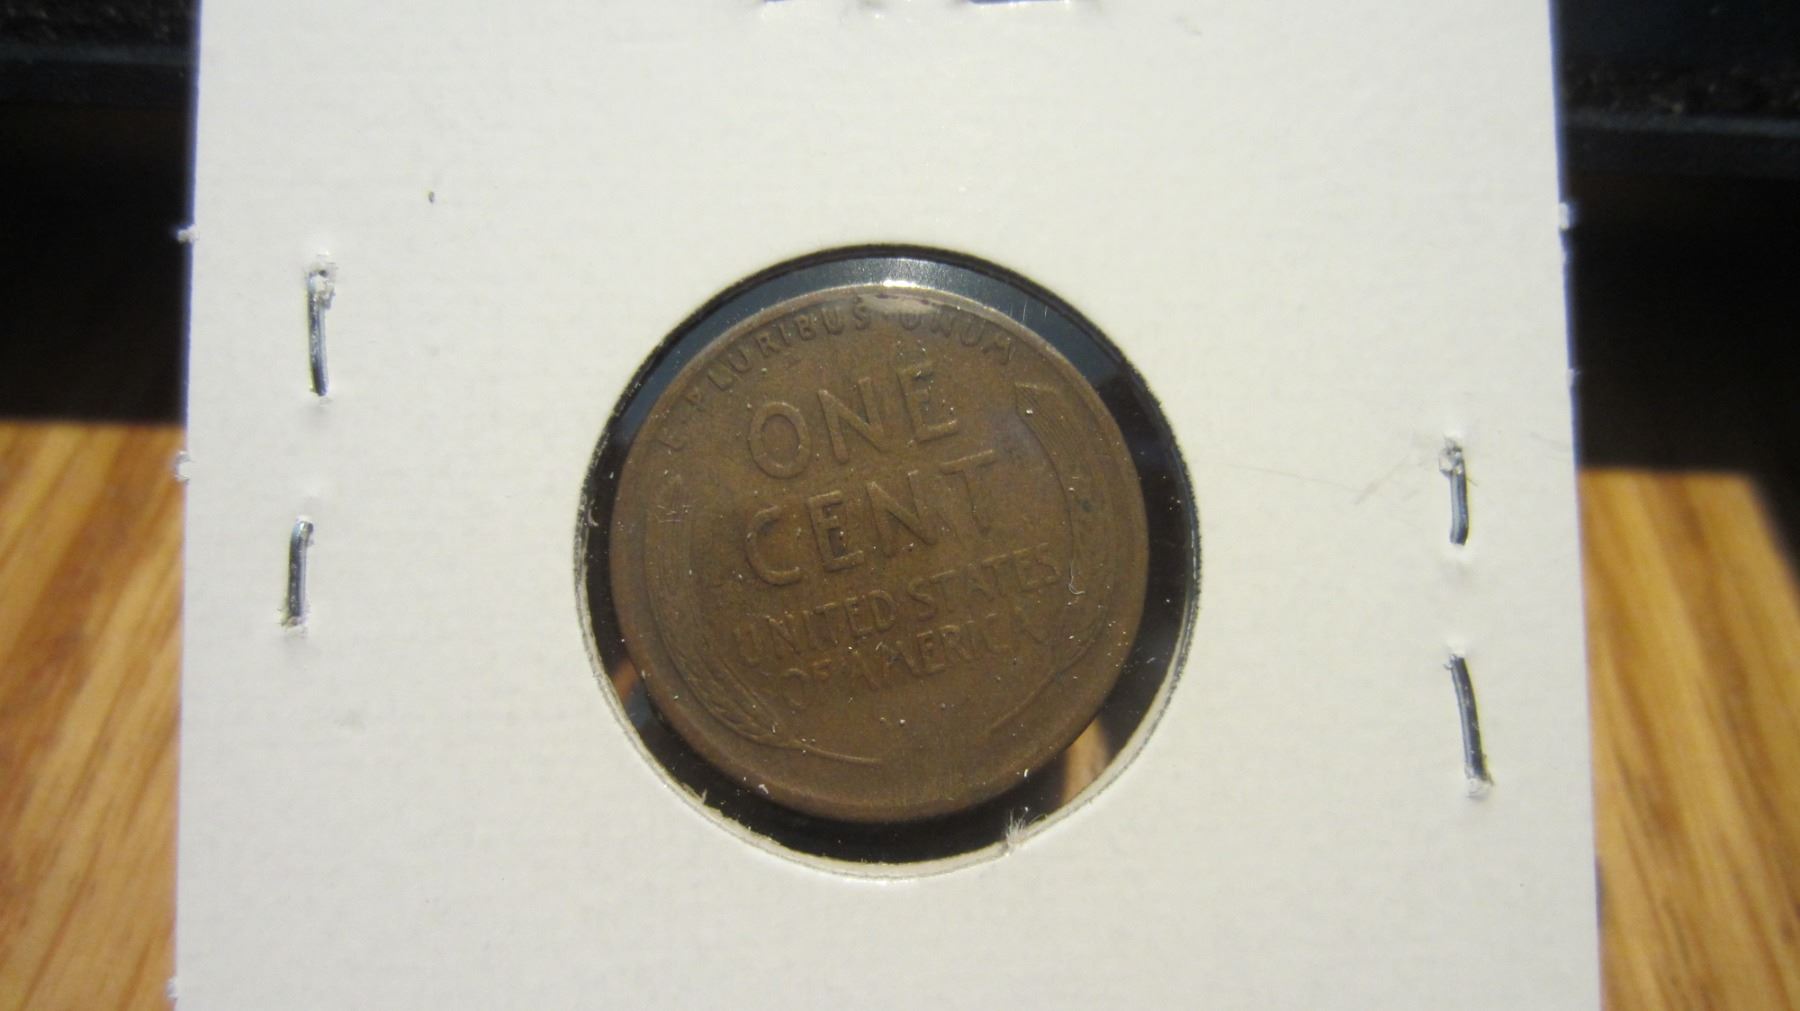 E PLURIBUS UNUM
ONE
CENT
UNITED STATES
OF AMERICA